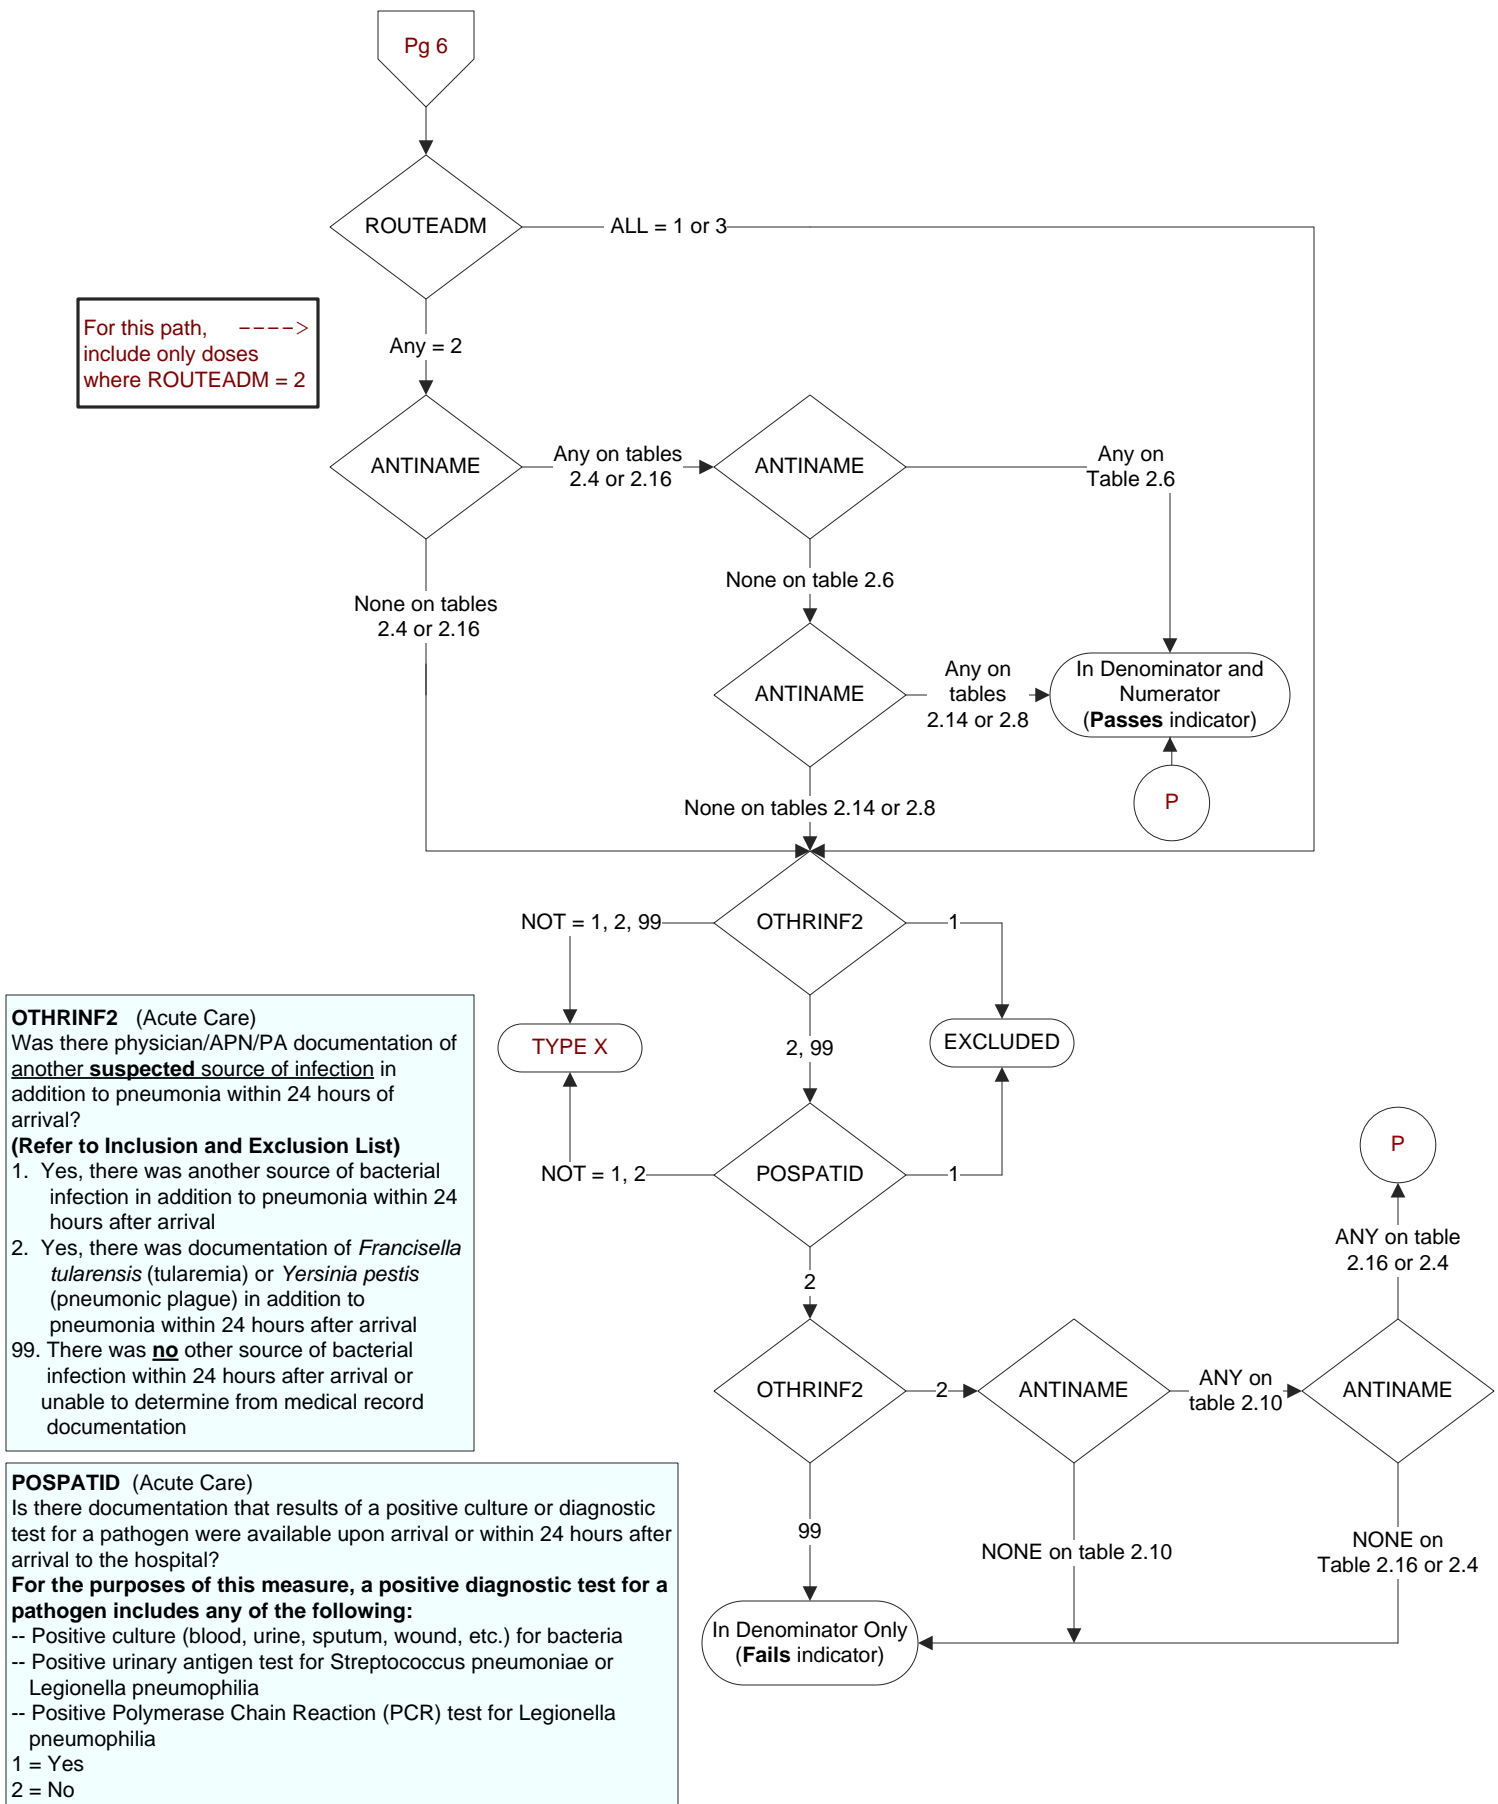 Pg 6
ROUTEADM
ALL = 1 or 3
For this path, ---->
include only doses
where ROUTEADM = 2
Any = 2
ANTINAME
Any on tables
2.4 or 2.16
ANTINAME
Any on
Table 2.6
None on table 2.6
None on tables
2.4 or 2.16
ANTINAME
Any on
tables
2.14 or 2.8
In Denominator and
Numerator
(Passes indicator)
P
None on tables 2.14 or 2.8
OTHRINF2
NOT = 1, 2, 99
1
TYPE X
2, 99
EXCLUDED
NOT = 1, 2
POSPATID
1
P
ANY on table
2.16 or 2.4
2
OTHRINF2
2
ANTINAME
ANY on
table 2.10
ANTINAME
99
NONE on table 2.10
NONE on
Table 2.16 or 2.4
In Denominator Only
(Fails indicator)
OTHRINF2 (Acute Care)
Was there physician/APN/PA documentation of
another suspected source of infection in
addition to pneumonia within 24 hours of
arrival?
(Refer to Inclusion and Exclusion List)
1. Yes, there was another source of bacterial
infection in addition to pneumonia within 24
hours after arrival
2. Yes, there was documentation of Francisella
tularensis (tularemia) or Yersinia pestis
(pneumonic plague) in addition to
pneumonia within 24 hours after arrival
99. There was no other source of bacterial
infection within 24 hours after arrival or
unable to determine from medical record
documentation
POSPATID (Acute Care)
Is there documentation that results of a positive culture or diagnostic
test for a pathogen were available upon arrival or within 24 hours after
arrival to the hospital?
For the purposes of this measure, a positive diagnostic test for a
pathogen includes any of the following:
-- Positive culture (blood, urine, sputum, wound, etc.) for bacteria
-- Positive urinary antigen test for Streptococcus pneumoniae or
Legionella pneumophilia
-- Positive Polymerase Chain Reaction (PCR) test for Legionella
pneumophilia
1 = Yes
2 = No